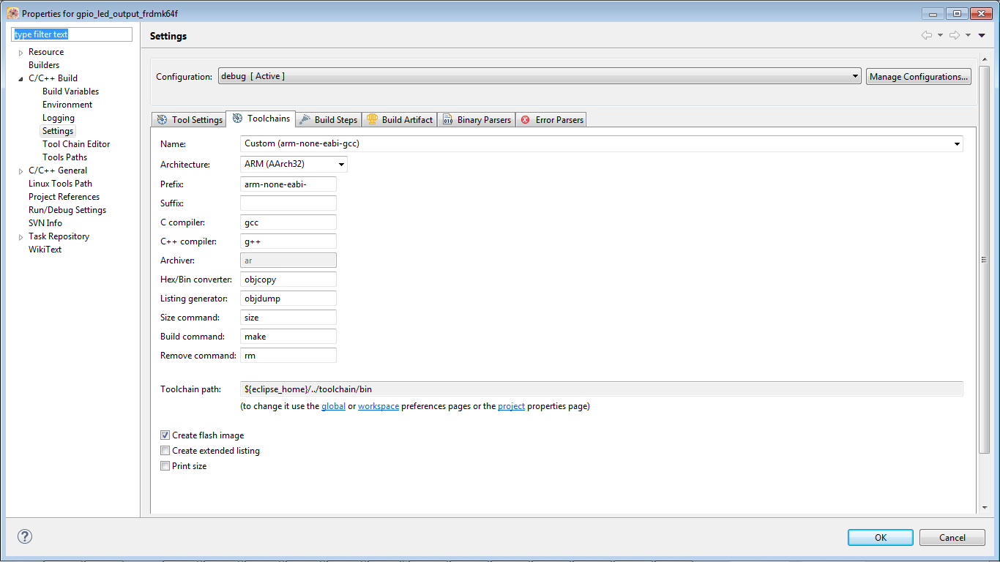 Properties for gpio_led_output_frdmk64f
type filter text
Resource
Builders
C/C++ Build
Build Variables
Environment
Logging
Settings
Tool Chain Editor
Tools Paths
C/C++ General
Linux Tools Path
Project References
Run/Debug Settings
SVN Info
Task Repository
WikiText
Settings
Configuration: debug [ Active ] Manage Configurations...
Tool Settings Toolchains Build Steps Build Artifact Binary Parsers Error Parsers
Name: Custom (arm-none-eabi-gcc)
Architecture: ARM (AArch32)
Prefix: arm-none-eabi-
Suffix:
C compiler: gcc
C++ compiler: g++
Archiver: ar
Hex/Bin converter: objcopy
Listing generator: objdump
Size command: size
Build command: make
Remove command: rm
Toolchain path: ${eclipse_home}/../toolchain/bin
(to change it use the global or workspace preferences pages or the project properties page)
Create flash image
Create extended listing
Print size
OK Cancel